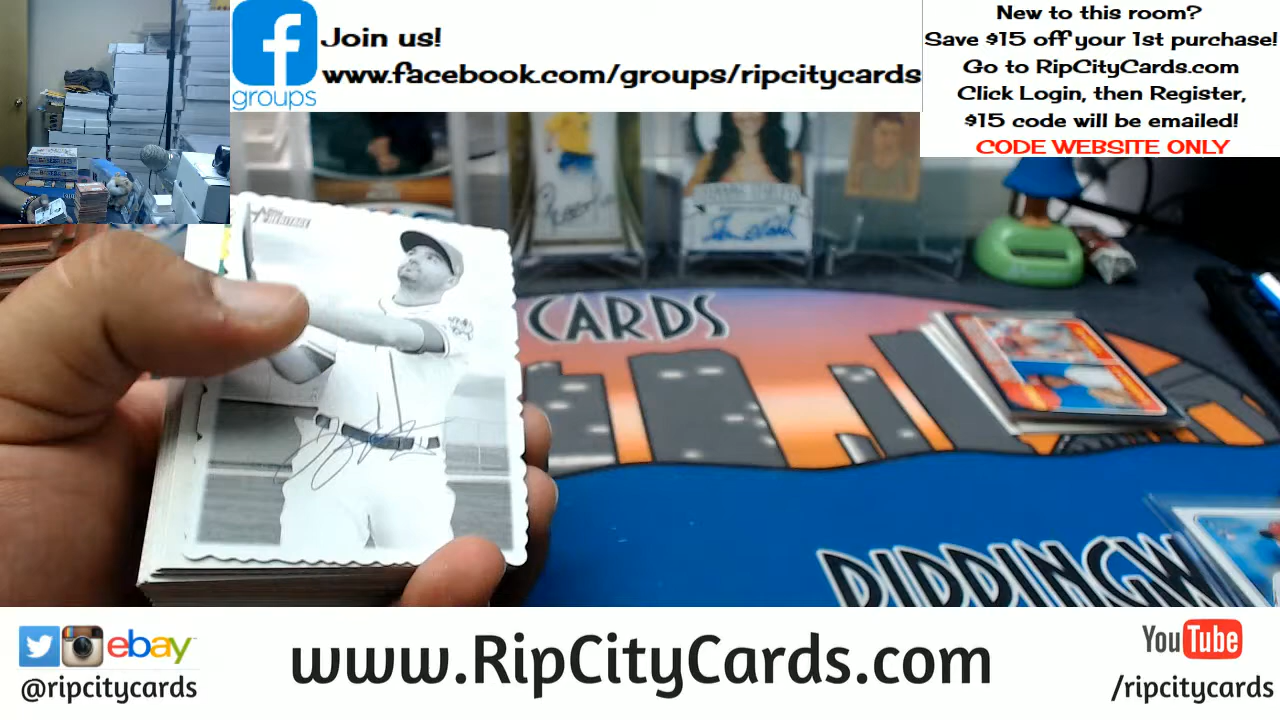 Join us!
www.facebook.com/groups/ripcitycards
groups
New to this room?
Save $15 off your 1st purchase!
Go to RipCityCards.com
Click Login, then Register,
$15 code will be emailed!
CODE WEBSITE ONLY
HERITAGE
CARDS
RIPPINGW
ebay
@ripcitycards
www.RipCityCards.com
YouTube
/ripcitycards